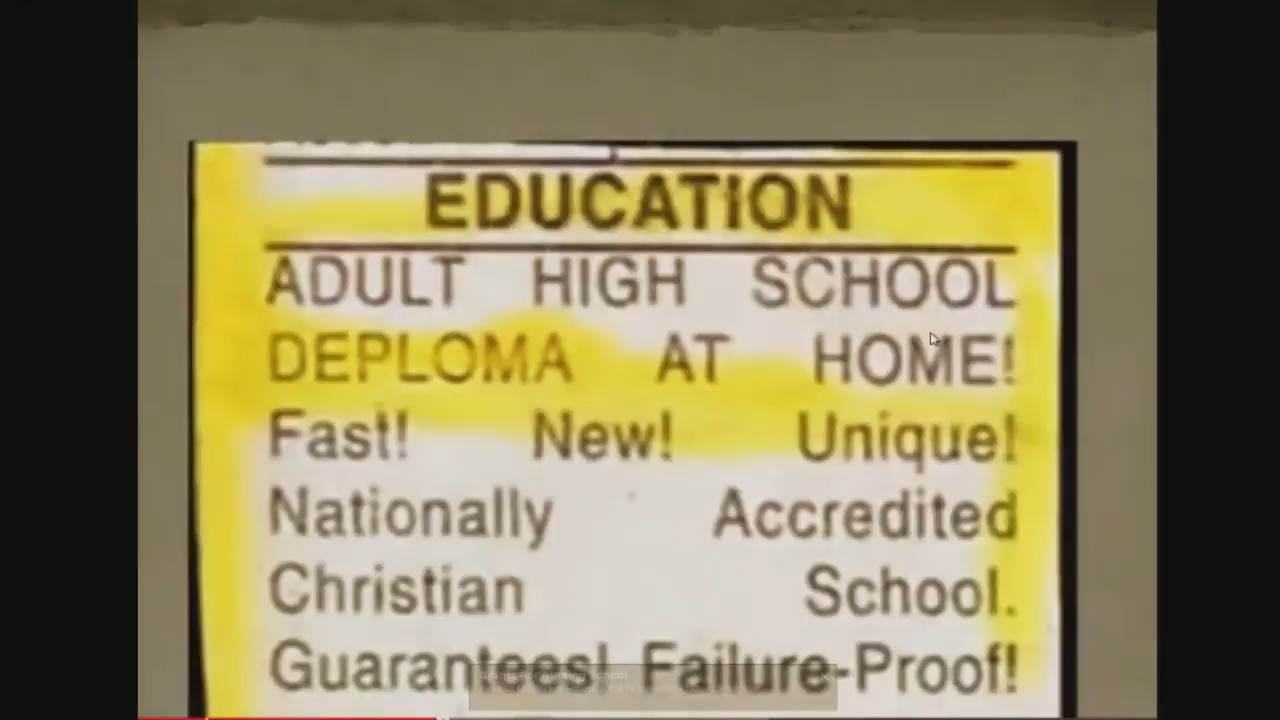 EDUCATION
ADULT HIGH SCHOOL
DEPLOMA AT HOME!
Fast! New! Unique!
Nationally Accredited
Christian School.
Guarantees! Failure-Proof!